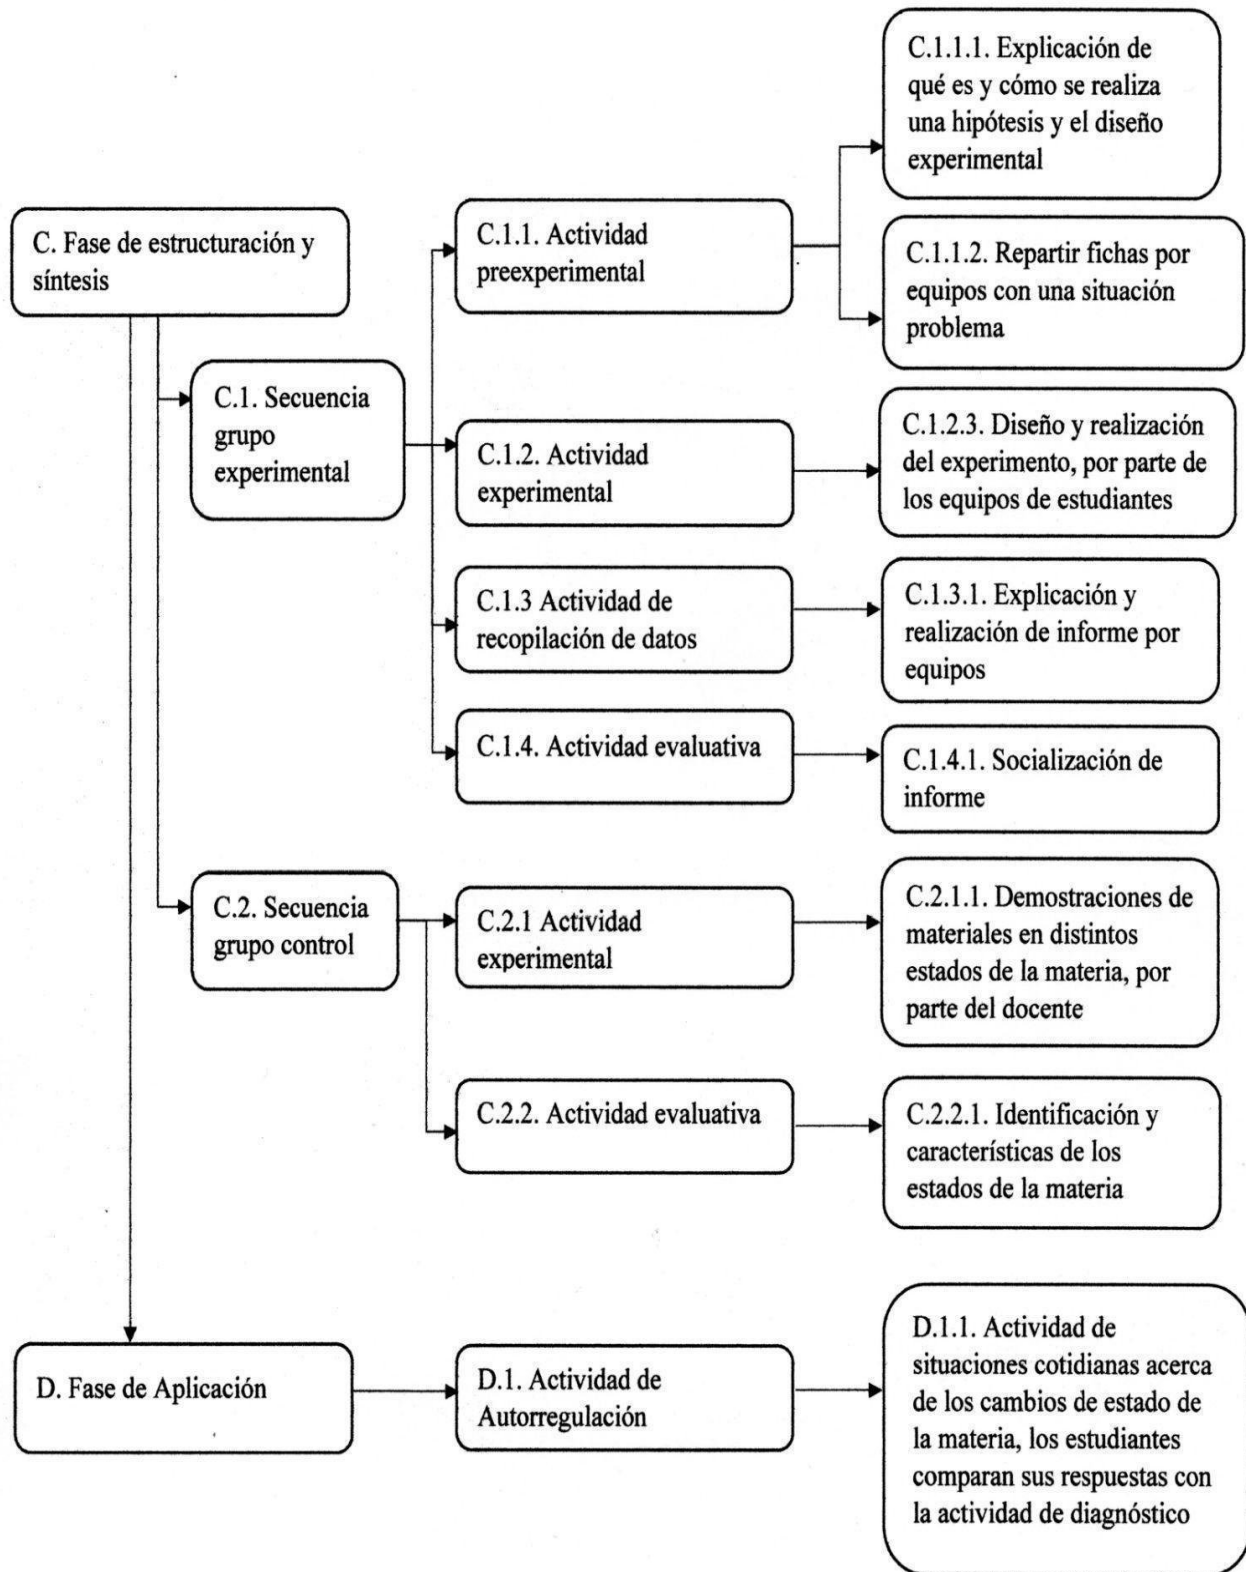 C. Fase de estructuración y
síntesis
C.1. Secuencia
grupo
experimental
C.1.1. Actividad
preexperimental
C.1.1.1. Explicación de
qué es y cómo se realiza
una hipótesis y el diseño
experimental
C.1.1.2. Repartir fichas por
equipos con una situación
problema
C.1.2. Actividad
experimental
C.1.2.3. Diseño y realización
del experimento, por parte de
los equipos de estudiantes
C.1.3 Actividad de
recopilación de datos
C.1.3.1. Explicación y
realización de informe por
equipos
C.1.4. Actividad evaluativa
C.1.4.1. Socialización de
informe
C.2. Secuencia
grupo control
C.2.1 Actividad
experimental
C.2.1.1. Demostraciones de
materiales en distintos
estados de la materia, por
parte del docente
C.2.2. Actividad evaluativa
C.2.2.1. Identificación y
características de los
estados de la materia
D. Fase de Aplicación
D.1. Actividad de
Autorregulación
D.1.1. Actividad de
situaciones cotidianas acerca
de los cambios de estado de
la materia, los estudiantes
comparan sus respuestas con
la actividad de diagnóstico